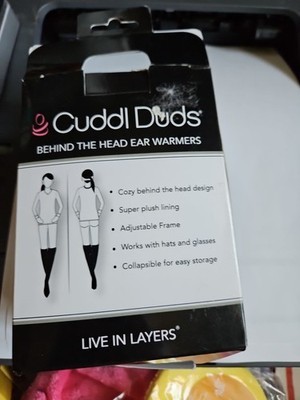 Cuddl Duds®
BEHIND THE HEAD EAR WARMERS
• Cozy behind the head design
• Super plush lining
• Adjustable Frame
• Works with hats and glasses
• Collapsible for easy storage
LIVE IN LAYERS®